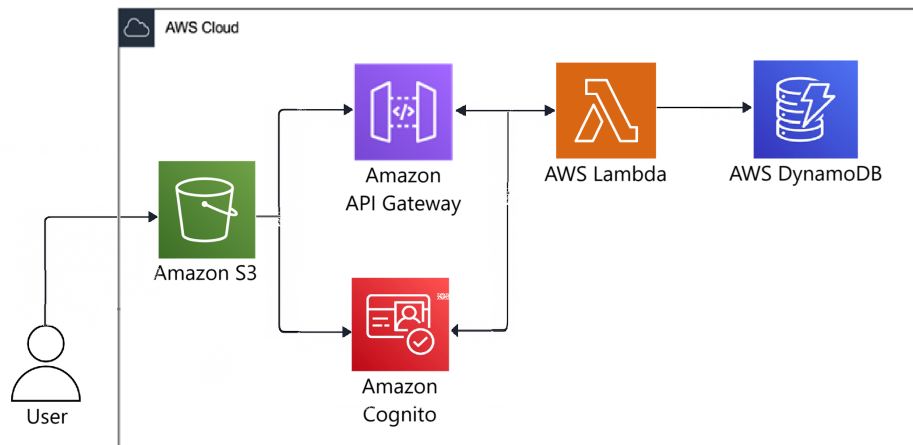 AWS Cloud
Amazon
API Gateway
AWS Lambda
AWS DynamoDB
Amazon S3
Amazon
Cognito
User